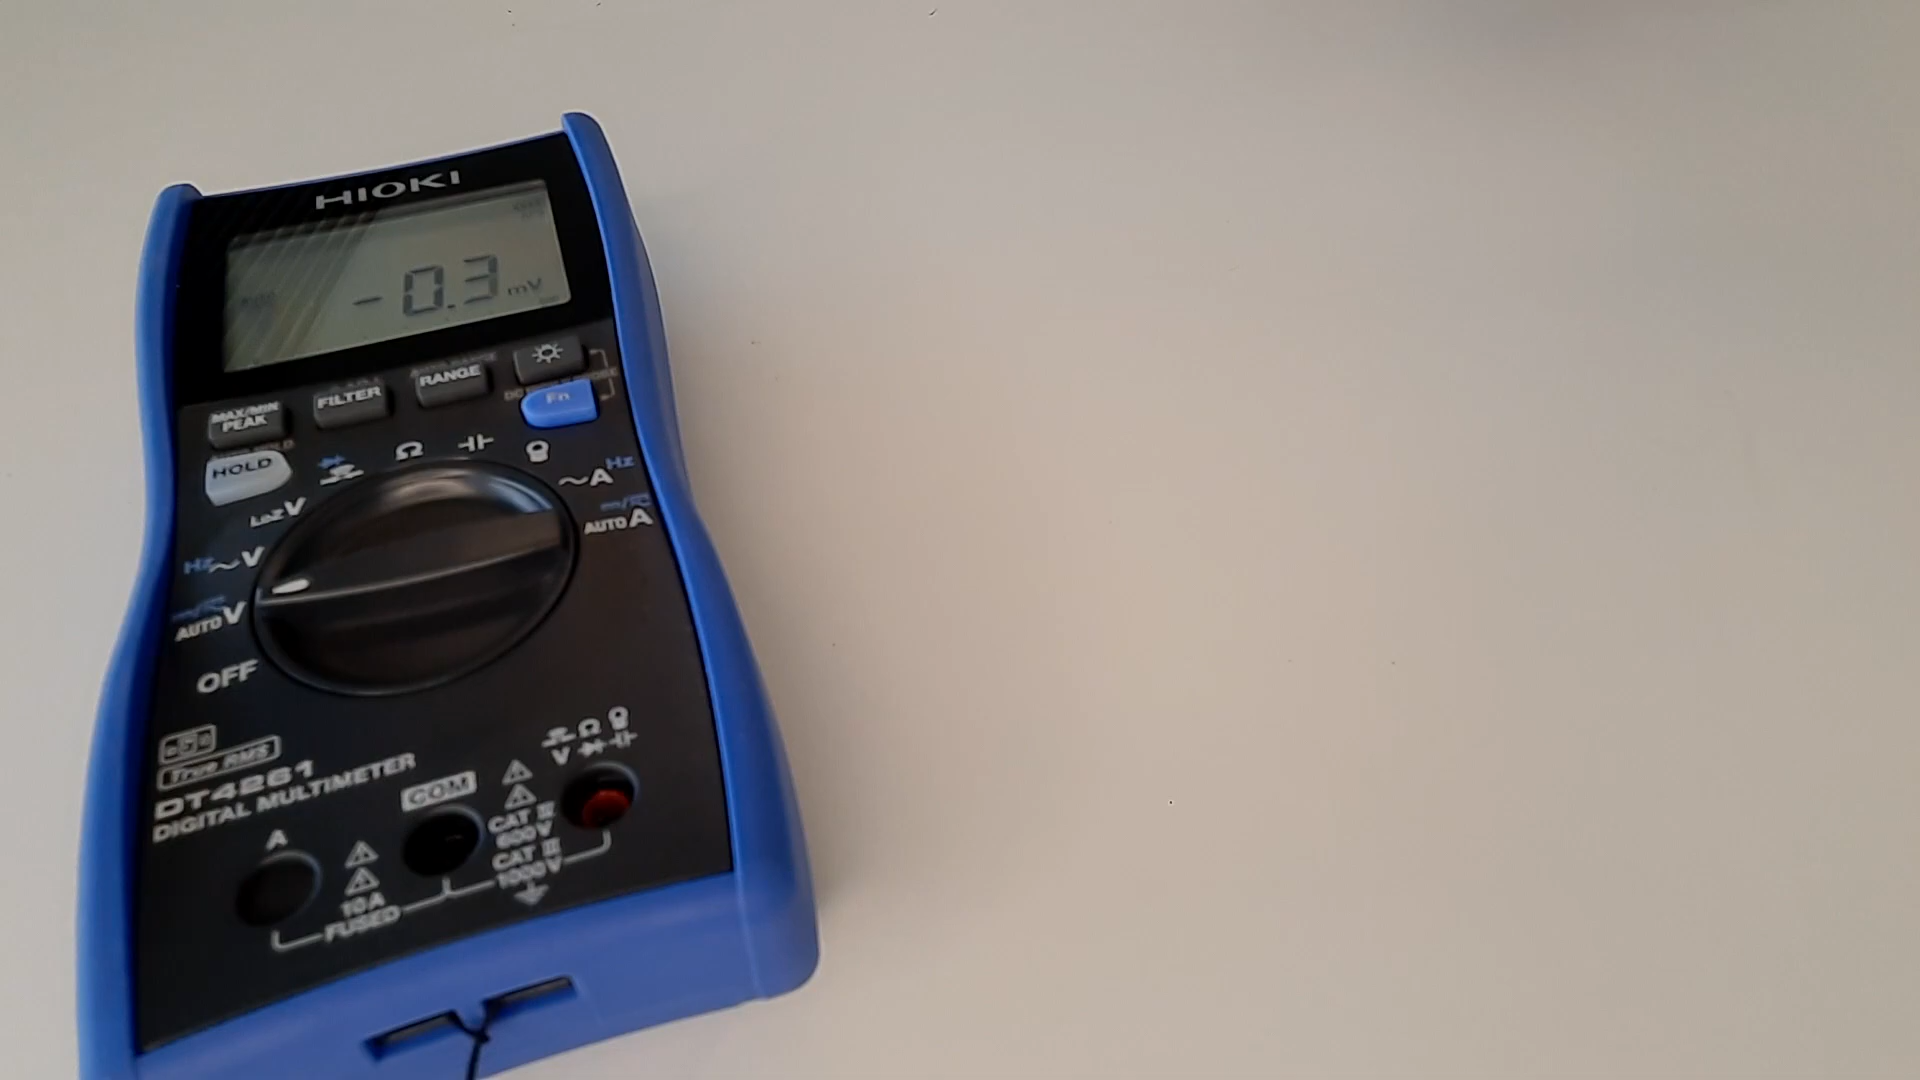 HIOKI
-0.3 mV
RANGE
FILTER
MAX/MIN
PEAK
Fn
HOLD
Ω
LoZ V
Hz
~A
AUTO A
Hz ~V
AUTO V
OFF
True RMS
DT4261
DIGITAL MULTIMETER
V
Ω
COM
A
CAT IV
600V
CAT III
1000V
10A
FUSED